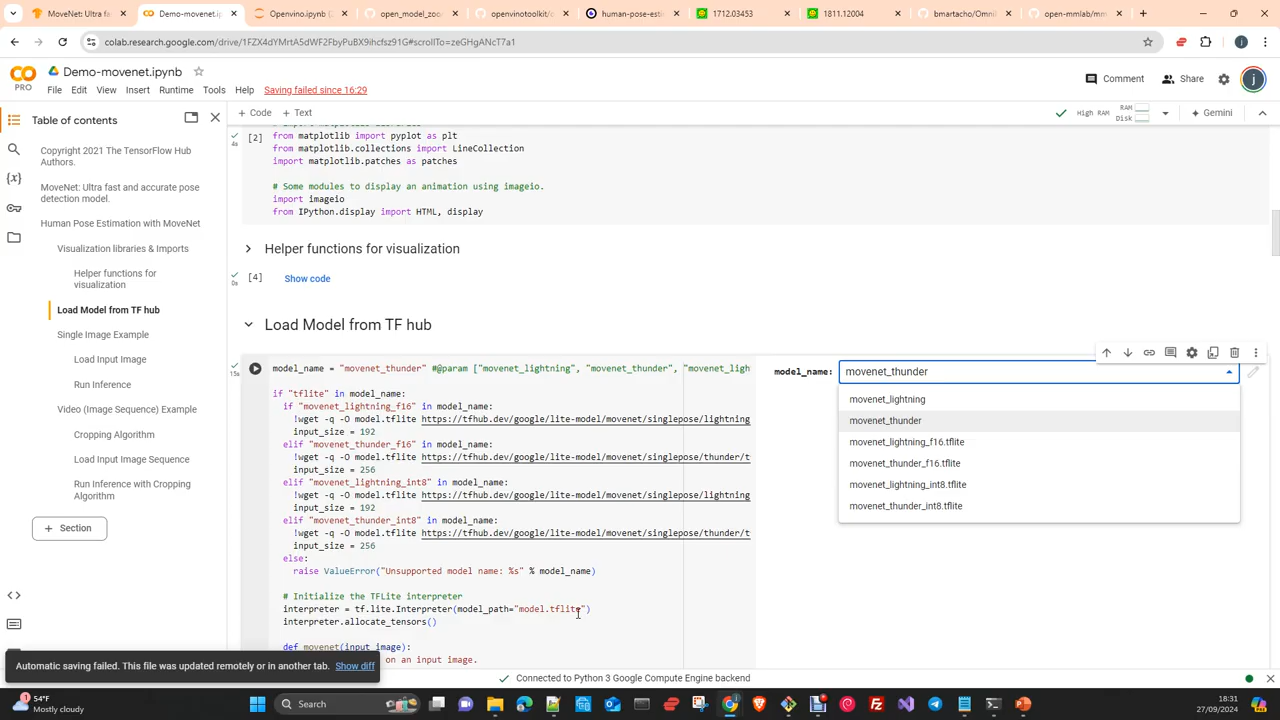 MoveNet: Ultra fas
Demo-movenet.ipyn
Openvino.ipynb (2
open_model_zoo
openvinotoolkit/c
human-pose-esti
1712.03453
1811.12004
bmartacho/Omni
open-mmlab/mm
colab.research.google.com/drive/1FZX4dYMrtA5dWF2FbyPuBX9ihcfsz91G#scrollTo=zeGHgANcT7a1
PRO
Demo-movenet.ipynb
File Edit View Insert Runtime Tools Help Saving failed since 16:29
Comment
Share
j
Table of contents
+ Code + Text
High RAM
RAM
Disk
Gemini
Copyright 2021 The TensorFlow Hub
Authors.
MoveNet: Ultra fast and accurate pose
detection model.
Human Pose Estimation with MoveNet
Visualization libraries & Imports
Helper functions for
visualization
Load Model from TF hub
Single Image Example
Load Input Image
Run Inference
Video (Image Sequence) Example
Cropping Algorithm
Load Input Image Sequence
Run Inference with Cropping
Algorithm
+ Section
[2]
4s
from matplotlib import pyplot as plt
from matplotlib.collections import LineCollection
import matplotlib.patches as patches
# Some modules to display an animation using imageio.
import imageio
from IPython.display import HTML, display
Helper functions for visualization
[4]
0s
Show code
Load Model from TF hub
15s
model_name = "movenet_thunder" #@param ["movenet_lightning", "movenet_thunder", "movenet_ligh
if "tflite" in model_name:
if "movenet_lightning_f16" in model_name:
!wget -q -O model.tflite https://tfhub.dev/google/lite-model/movenet/singlepose/lightning
input_size = 192
elif "movenet_thunder_f16" in model_name:
!wget -q -O model.tflite https://tfhub.dev/google/lite-model/movenet/singlepose/thunder/t
input_size = 256
elif "movenet_lightning_int8" in model_name:
!wget -q -O model.tflite https://tfhub.dev/google/lite-model/movenet/singlepose/lightning
input_size = 192
elif "movenet_thunder_int8" in model_name:
!wget -q -O model.tflite https://tfhub.dev/google/lite-model/movenet/singlepose/thunder/t
input_size = 256
else:
raise ValueError("Unsupported model name: %s" % model_name)
# Initialize the TFLite interpreter
interpreter = tf.lite.Interpreter(model_path="model.tflite")
interpreter.allocate_tensors()
def movenet(input_image):
on an input image.
model_name: movenet_thunder
movenet_lightning
movenet_thunder
movenet_lightning_f16.tflite
movenet_thunder_f16.tflite
movenet_lightning_int8.tflite
movenet_thunder_int8.tflite
Automatic saving failed. This file was updated remotely or in another tab. Show diff
Connected to Python 3 Google Compute Engine backend
54°F
Mostly cloudy
Search
18:31
27/09/2024